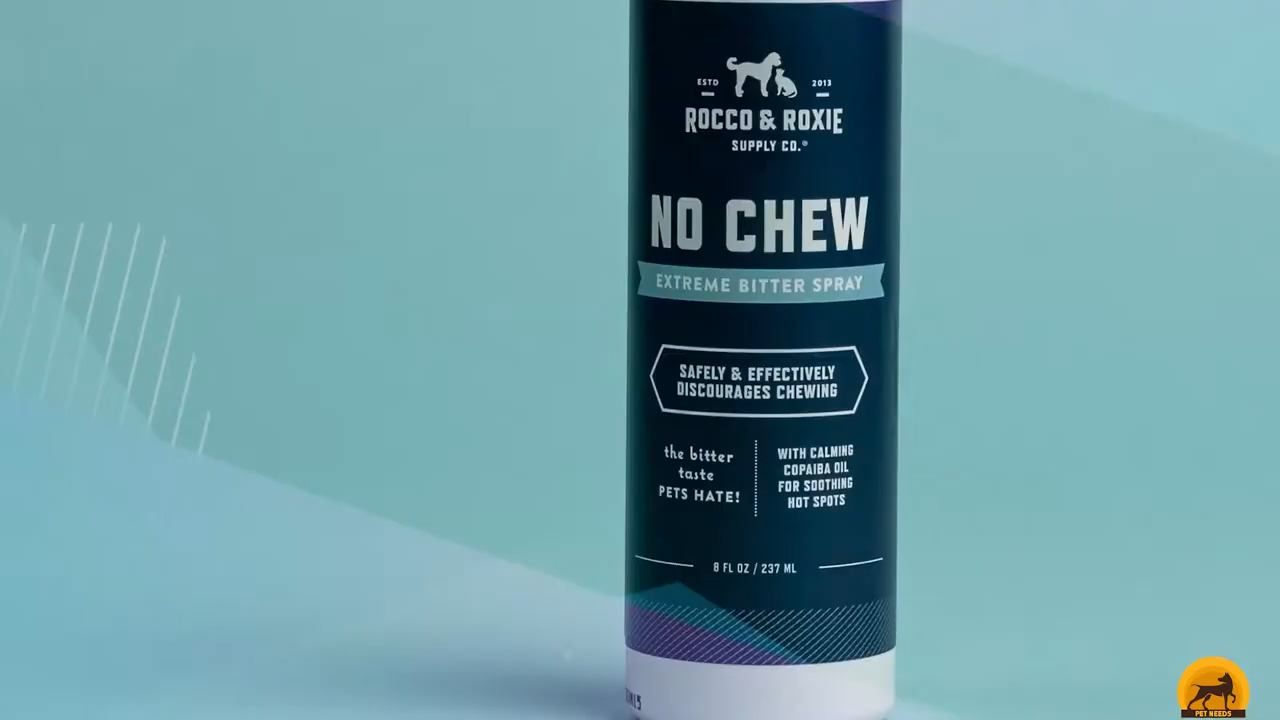 ESTD 2013
ROCCO & ROXIE
SUPPLY CO.®
NO CHEW
EXTREME BITTER SPRAY
SAFELY & EFFECTIVELY
DISCOURAGES CHEWING
the bitter
taste
PETS HATE!
WITH CALMING
COPAIBA OIL
FOR SOOTHING
HOT SPOTS
8 FL OZ / 237 ML
PET NEEDS